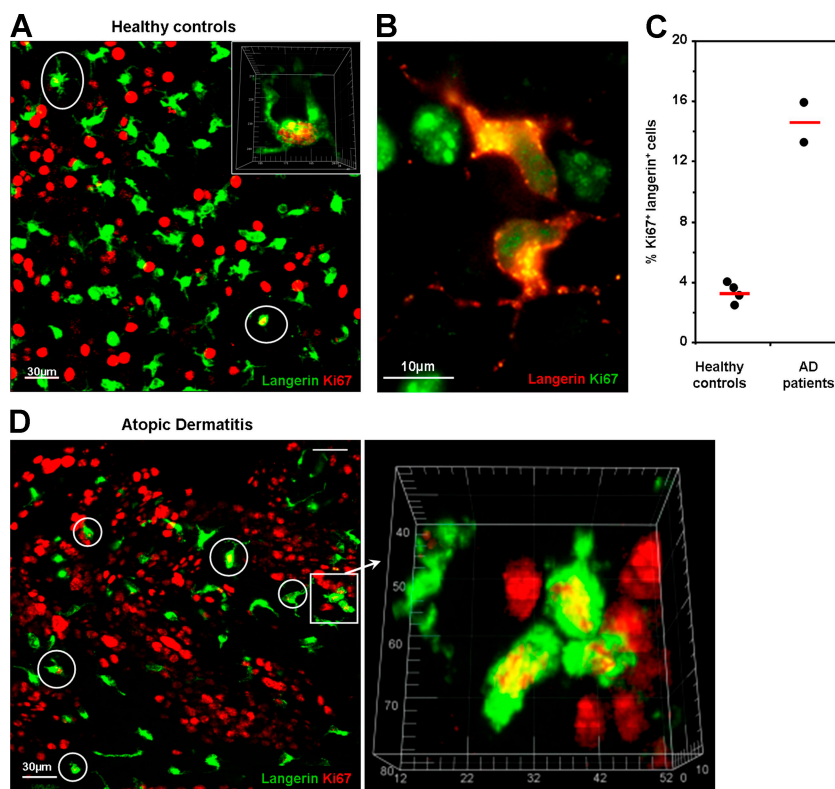 A
Healthy controls
30µm
Langerin Ki67
B
10µm
Langerin Ki67
C
% Ki67+ langerin+ cells
20
16
12
8
4
0
Healthy controls
AD patients
D
Atopic Dermatitis
30µm
Langerin Ki67
40
50
60
70
80
12
22
32
42
52
0
10